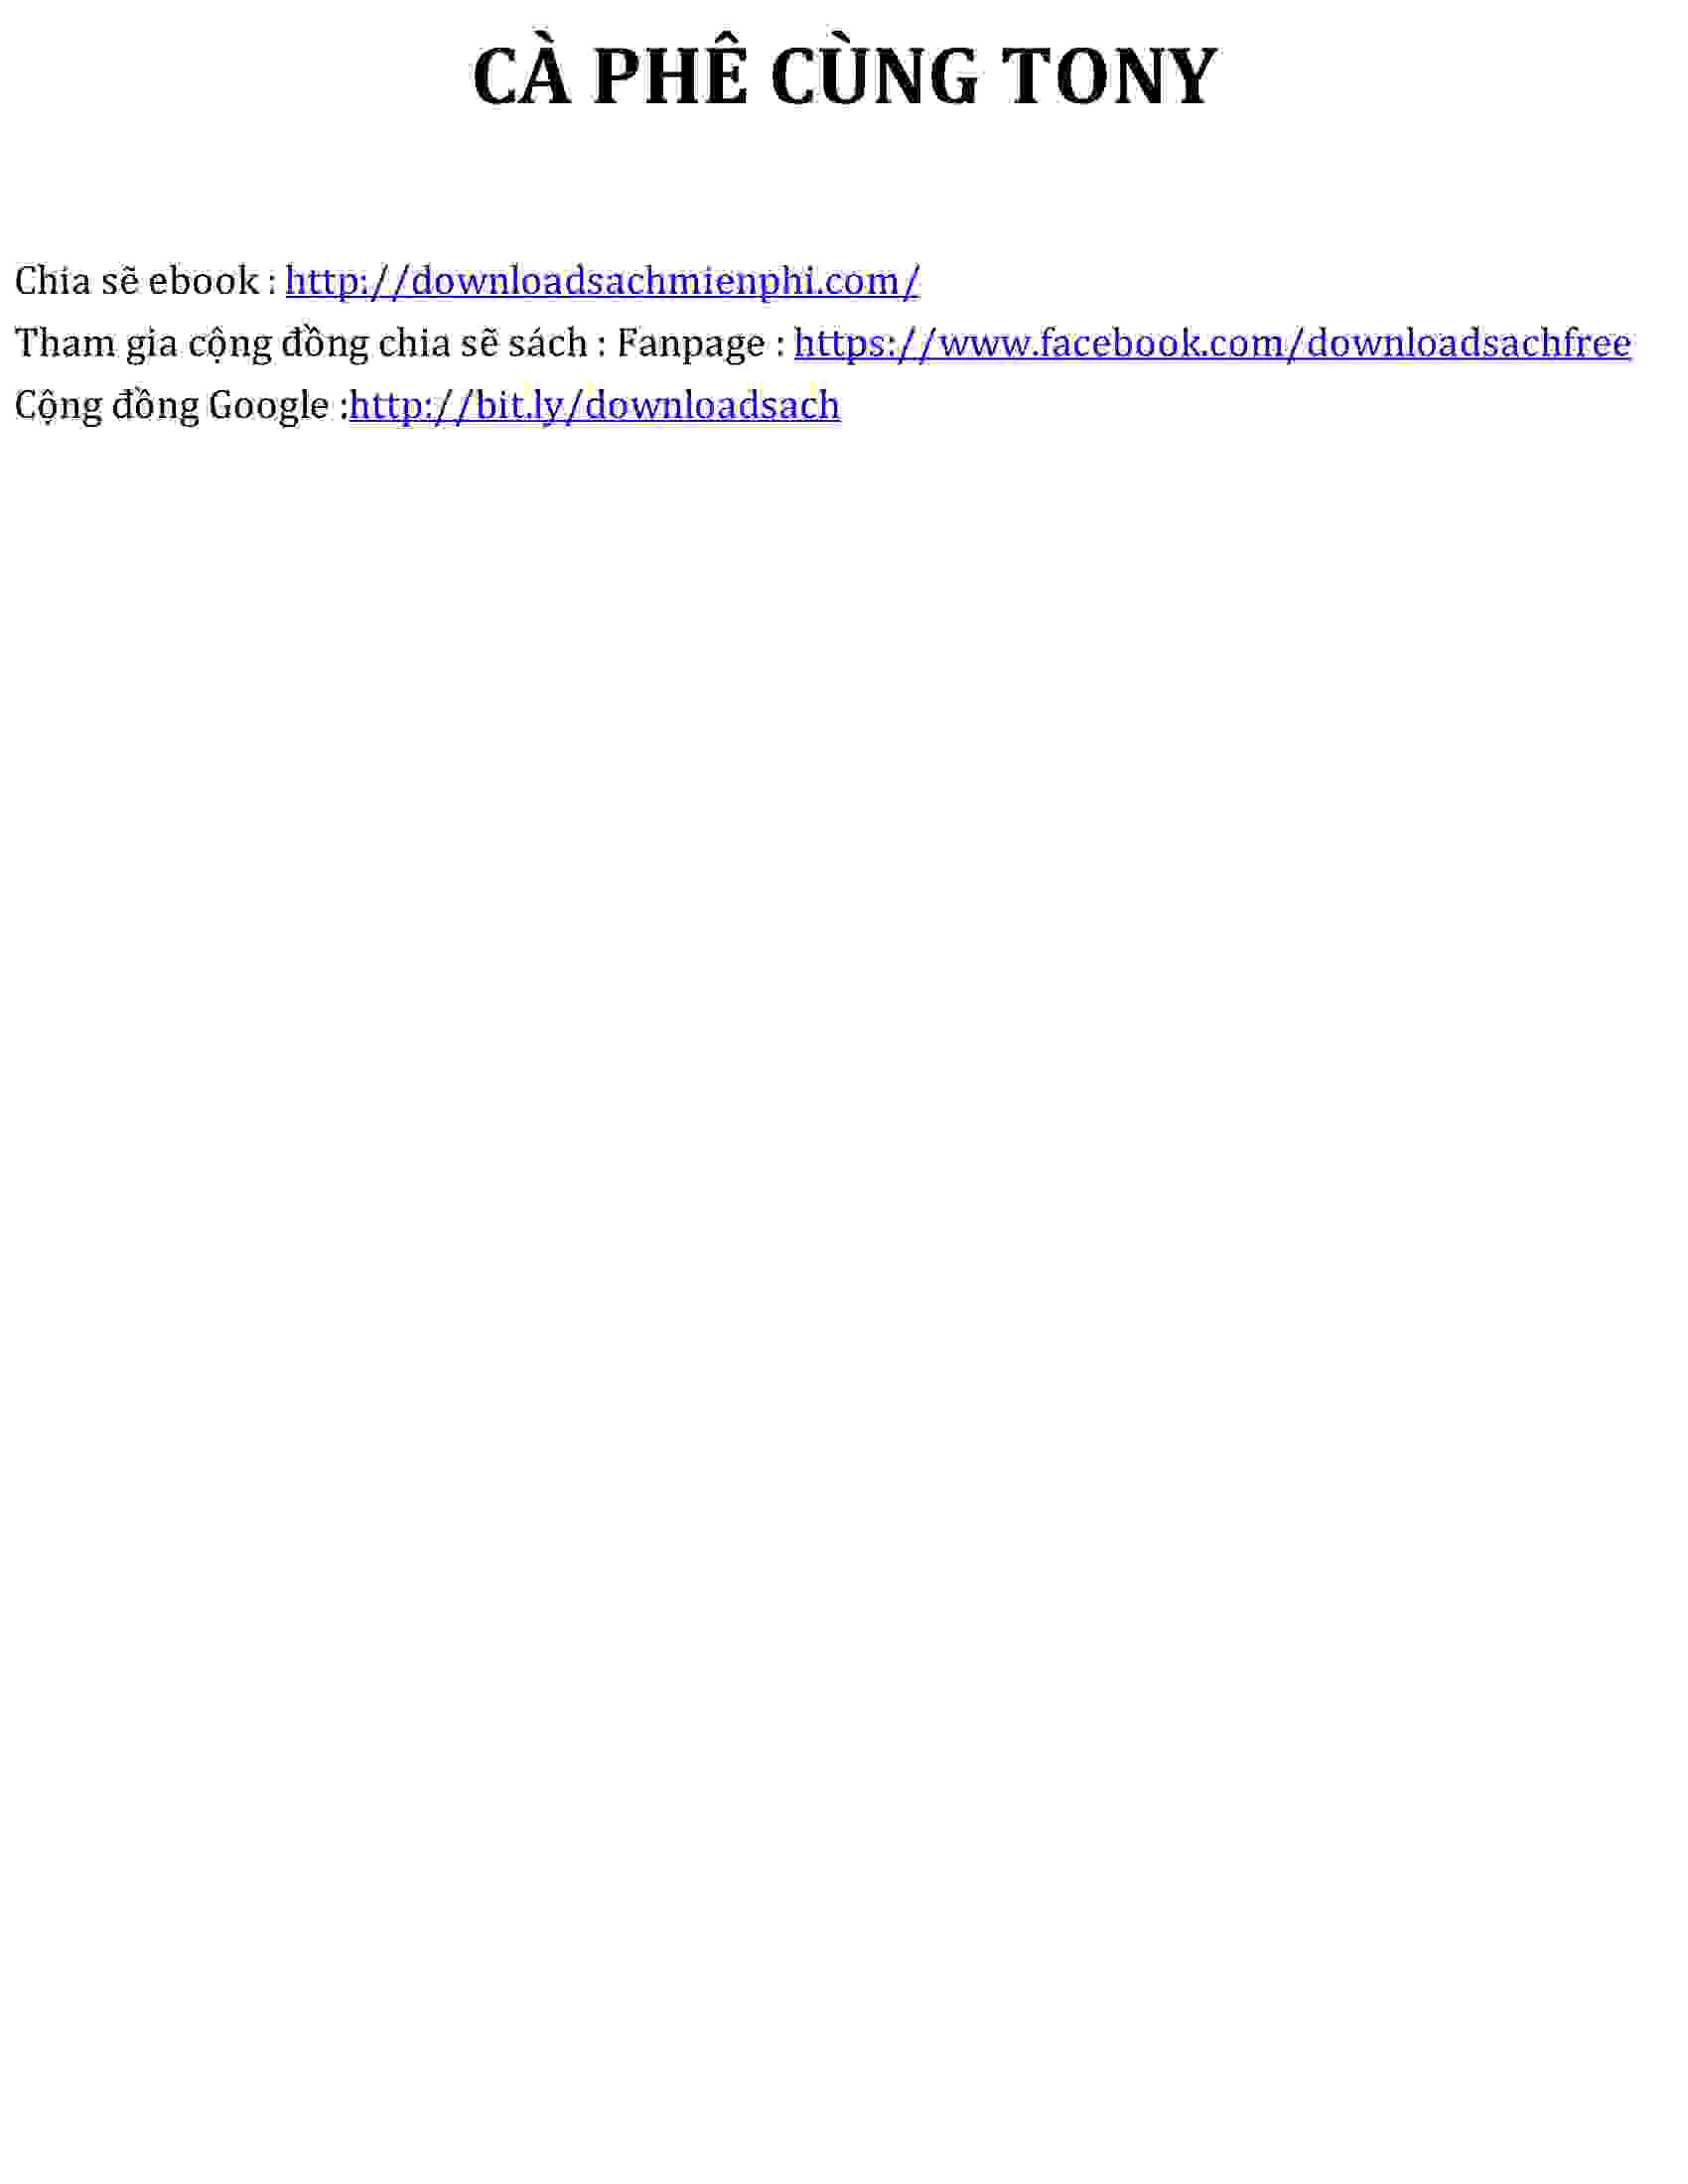 CÀ PHÊ CÙNG TONY
Chia sẽ ebook : http://downloadsachmienphi.com/
Tham gia cộng đồng chia sẽ sách : Fanpage : https://www.facebook.com/downloadsachfree
Cộng đồng Google :http://bit.ly/downloadsach